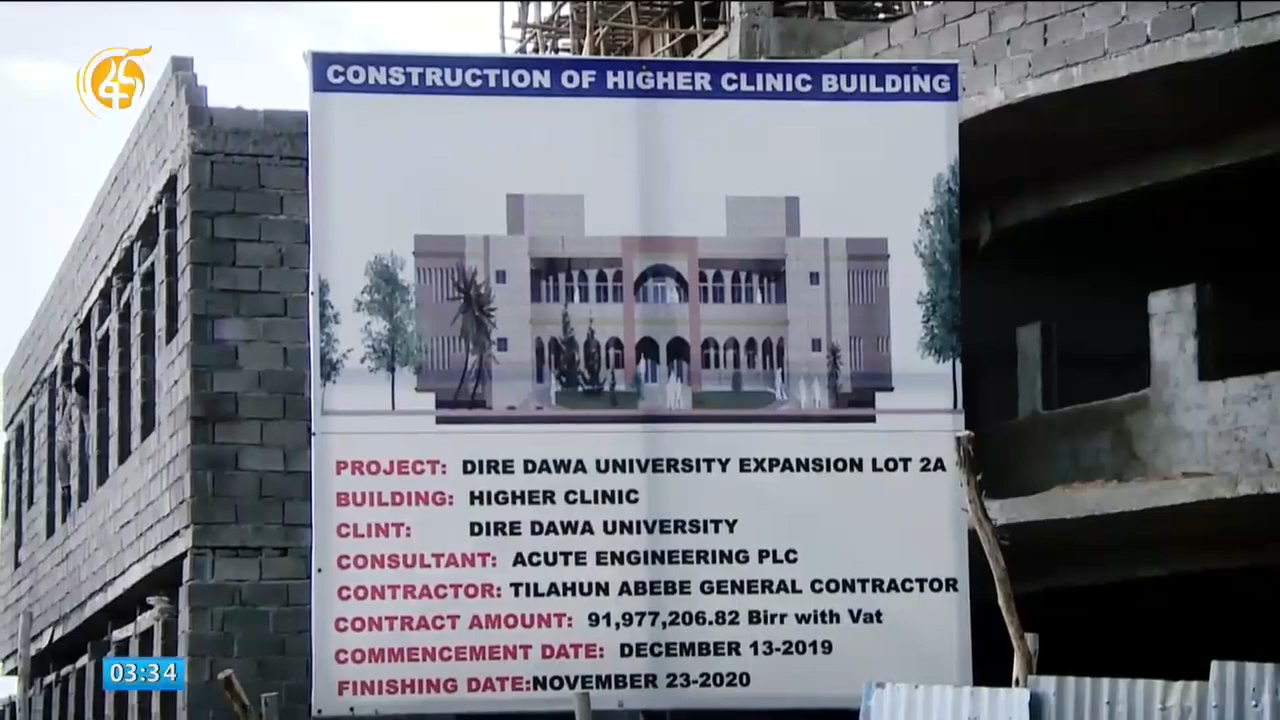 CONSTRUCTION OF HIGHER CLINIC BUILDING
PROJECT: DIRE DAWA UNIVERSITY EXPANSION LOT 2A
BUILDING: HIGHER CLINIC
CLINT: DIRE DAWA UNIVERSITY
CONSULTANT: ACUTE ENGINEERING PLC
CONTRACTOR: TILAHUN ABEBE GENERAL CONTRACTOR
CONTRACT AMOUNT: 91,977,206.82 Birr with Vat
COMMENCEMENT DATE: DECEMBER 13-2019
FINISHING DATE:NOVEMBER 23-2020
03:34